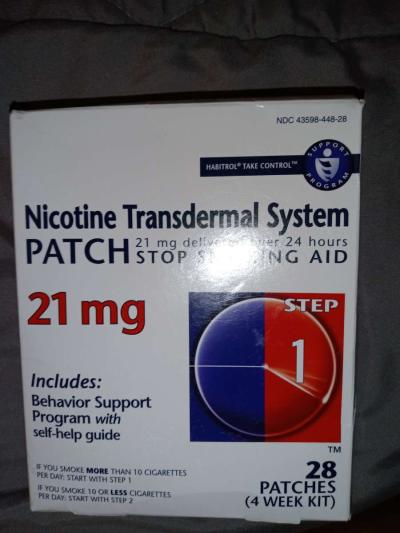 NDC 43598-448-28
HABITROL® TAKE CONTROL™
SUPPORT
PROGRAM
Nicotine Transdermal System
PATCH 21 mg over 24 hours
STOP AID
21 mg
STEP
1
Includes:
Behavior Support
Program with
self-help guide
TM
IF YOU SMOKE MORE THAN 10 CIGARETTES
PER DAY: START WITH STEP 1
IF YOU SMOKE 10 OR LESS CIGARETTES
PER DAY: START WITH STEP 2
28
PATCHES
(4 WEEK KIT)